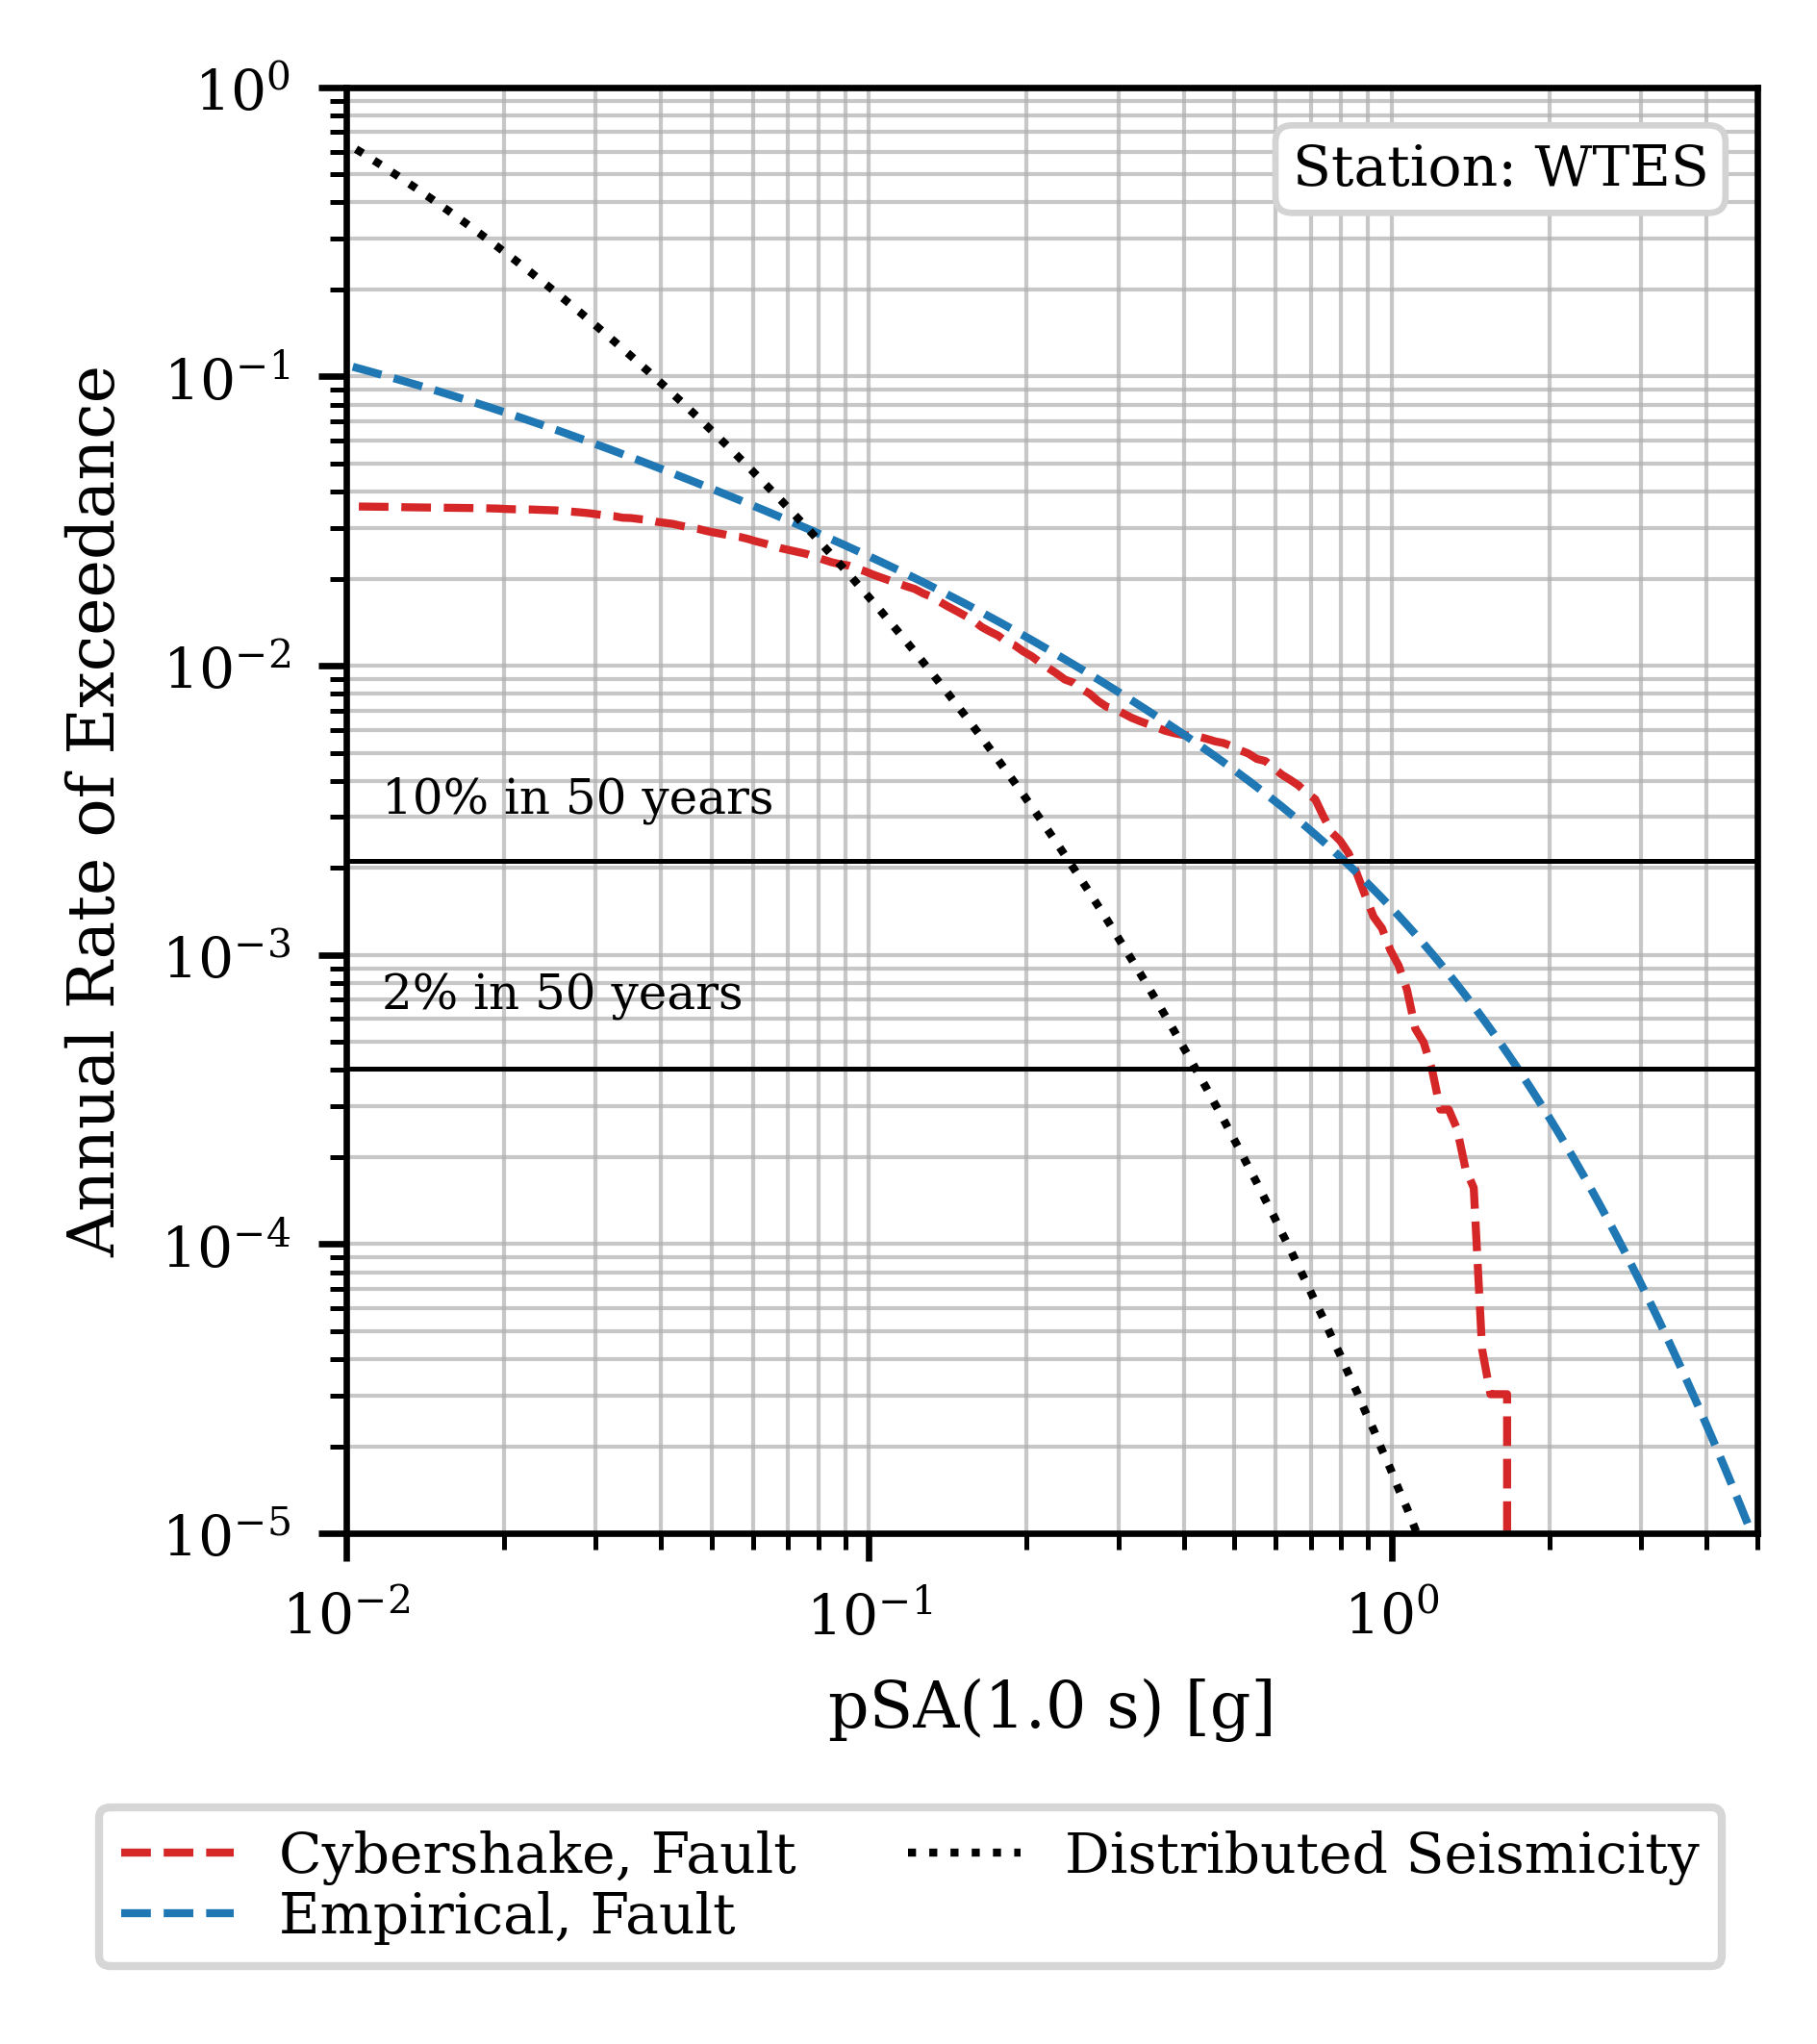 10⁰
Station: WTES
10⁻¹
10⁻²
10% in 50 years
10⁻³
2% in 50 years
10⁻⁴
10⁻⁵
Annual Rate of Exceedance
10⁻² 10⁻¹ 10⁰
pSA(1.0 s) [g]
Cybershake, Fault
Empirical, Fault
Distributed Seismicity